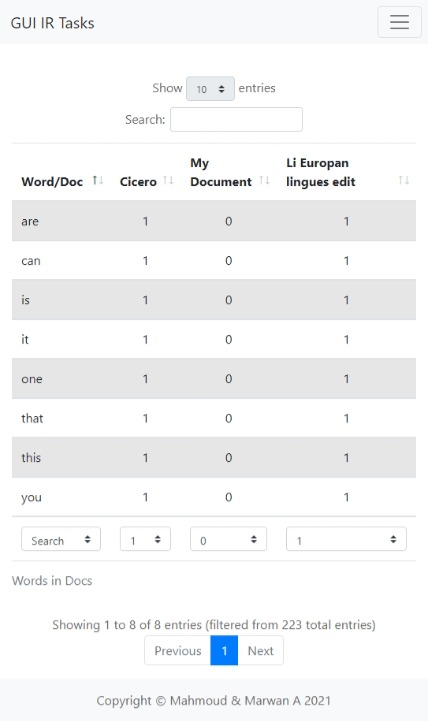 GUI IR Tasks
Show 10 entries
Search:
Word/Doc Cicero My Document Li Europan lingues edit
are 1 0 1
can 1 0 1
is 1 0 1
it 1 0 1
one 1 0 1
that 1 0 1
this 1 0 1
you 1 0 1
Search 1 0 1
Words in Docs
Showing 1 to 8 of 8 entries (filtered from 223 total entries)
Previous 1 Next
Copyright © Mahmoud & Marwan A 2021